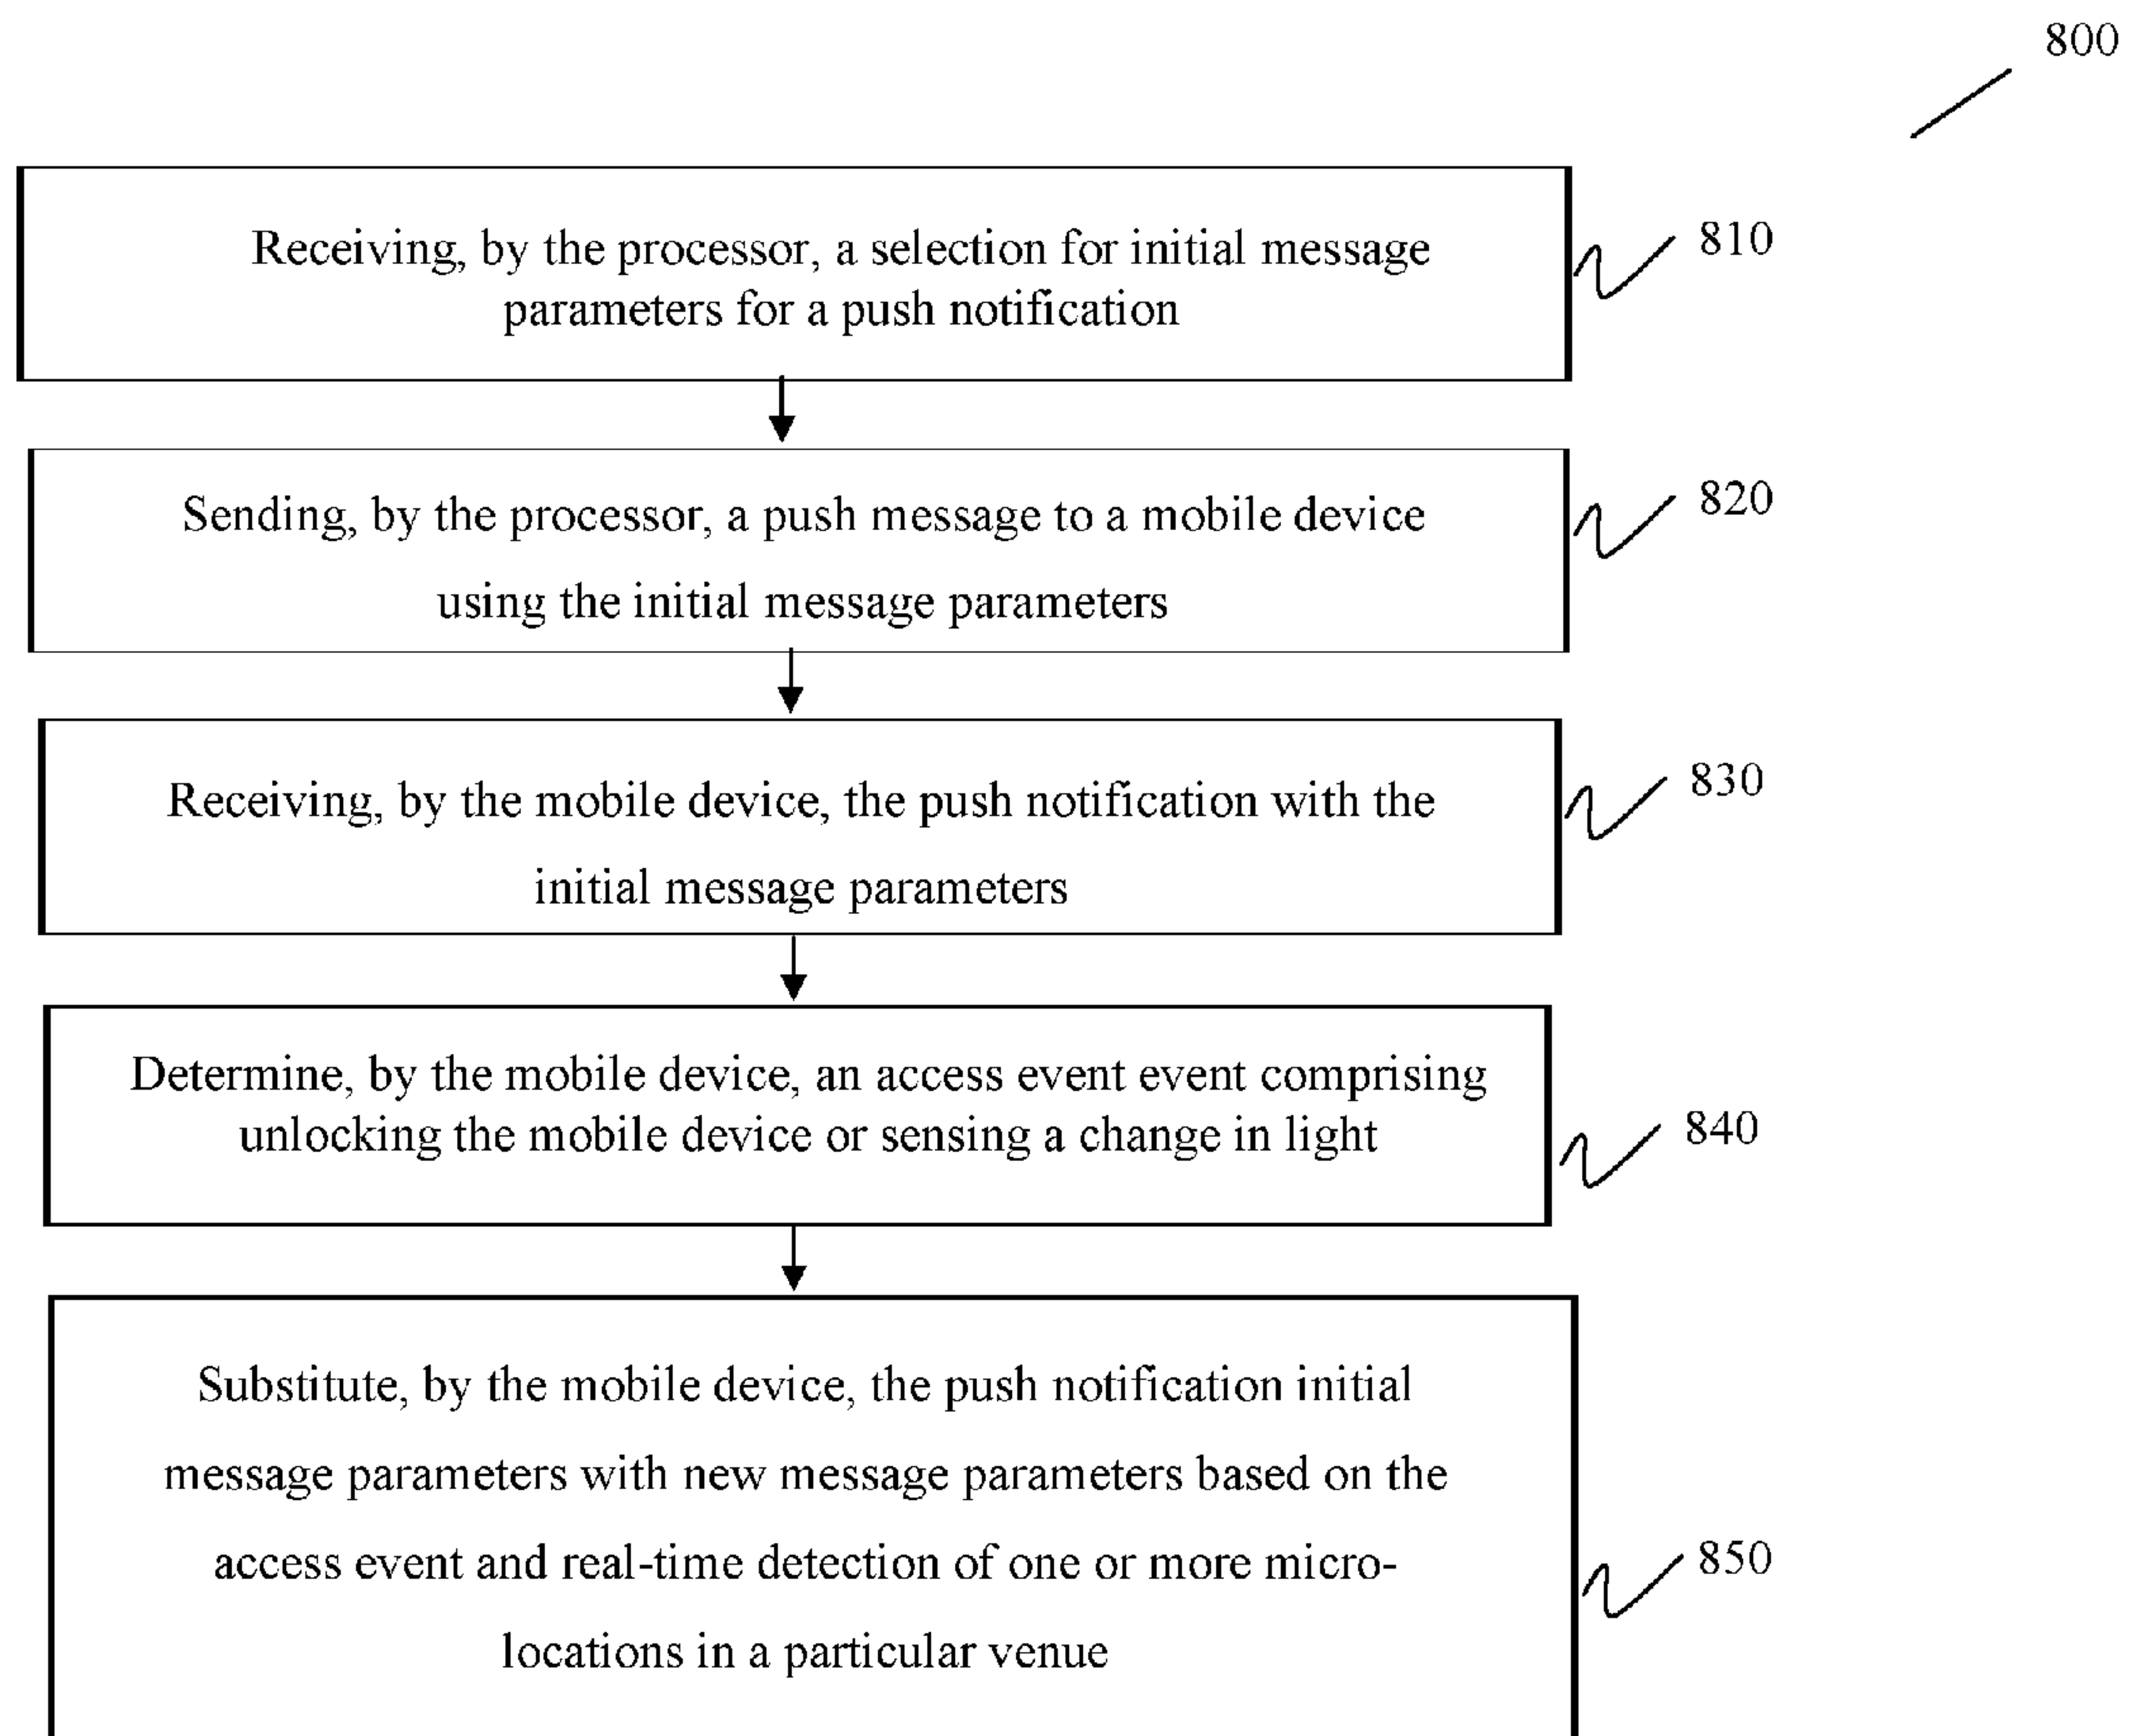 800
Receiving, by the processor, a selection for initial message
parameters for a push notification
810
Sending, by the processor, a push message to a mobile device
using the initial message parameters
820
Receiving, by the mobile device, the push notification with the
initial message parameters
830
Determine, by the mobile device, an access event event comprising
unlocking the mobile device or sensing a change in light
840
Substitute, by the mobile device, the push notification initial
message parameters with new message parameters based on the
access event and real-time detection of one or more micro-
locations in a particular venue
850